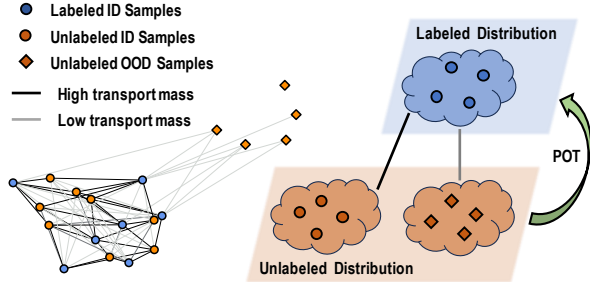 Labeled ID Samples
Unlabeled ID Samples
Unlabeled OOD Samples
High transport mass
Low transport mass
Labeled Distribution
POT
Unlabeled Distribution